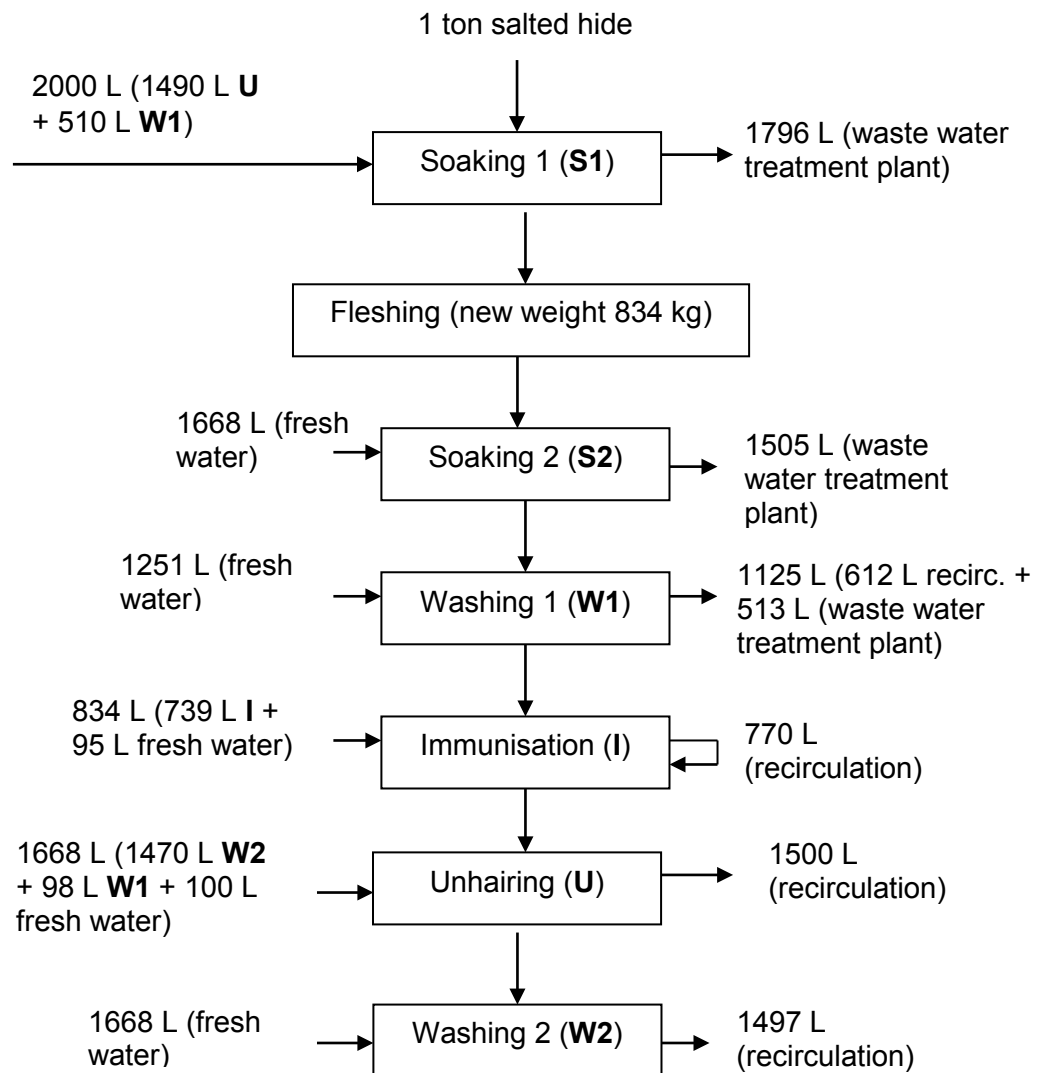 1 ton salted hide
2000 L (1490 L U
+ 510 L W1)
Soaking 1 (S1)
1796 L (waste water
treatment plant)
Fleshing (new weight 834 kg)
1668 L (fresh
water)
Soaking 2 (S2)
1505 L (waste
water treatment
plant)
1251 L (fresh
water)
Washing 1 (W1)
1125 L (612 L recirc. +
513 L (waste water
treatment plant)
834 L (739 L I +
95 L fresh water)
Immunisation (I)
770 L
(recirculation)
1668 L (1470 L W2
+ 98 L W1 + 100 L
fresh water)
Unhairing (U)
1500 L
(recirculation)
1668 L (fresh
water)
Washing 2 (W2)
1497 L
(recirculation)